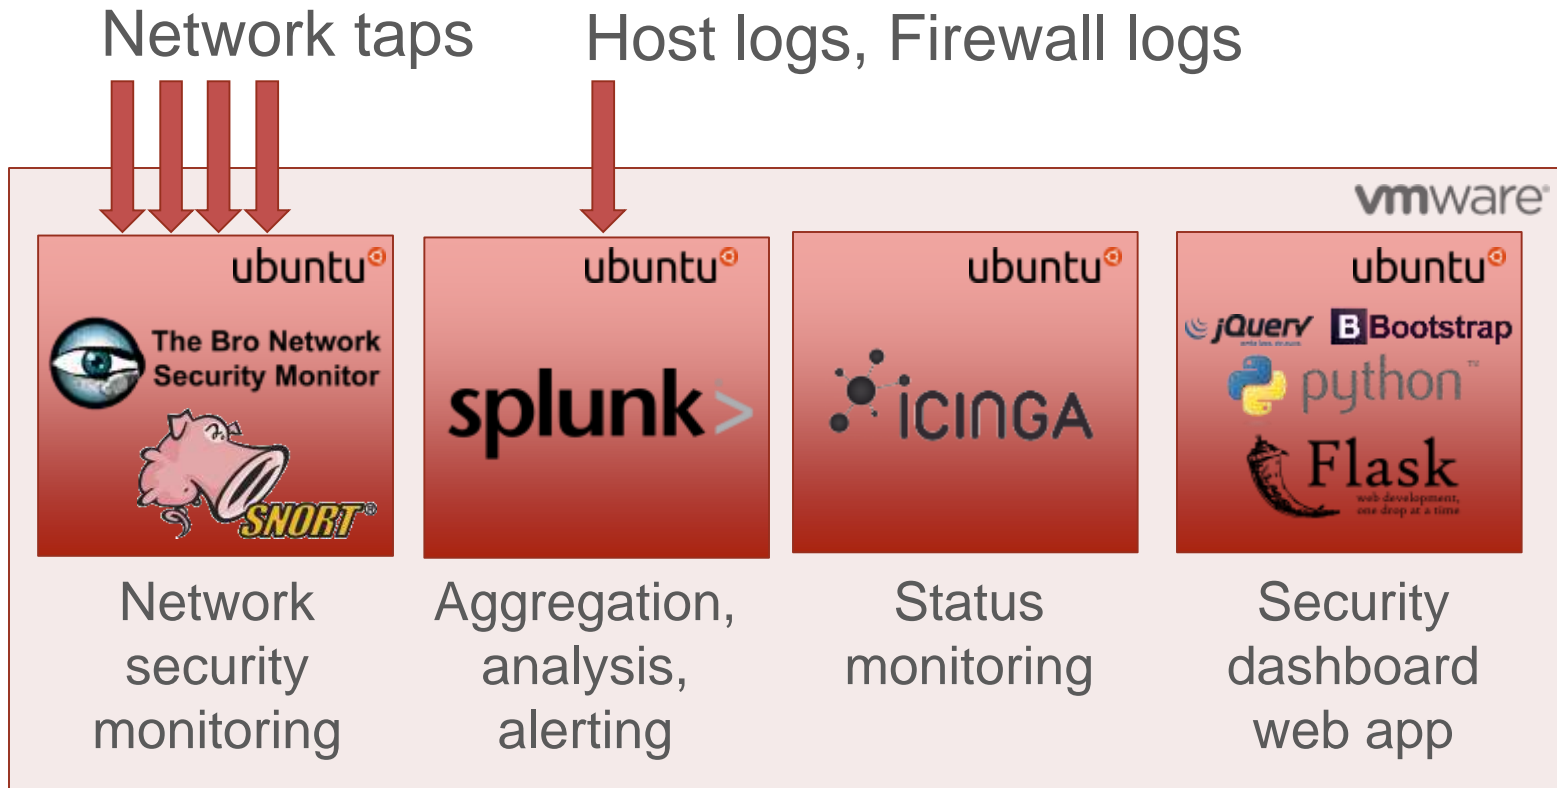 Network taps
Host logs, Firewall logs
vmware®
ubuntu®
The Bro Network
Security Monitor
SNORT®
ubuntu®
splunk>
ubuntu®
ICINGA
ubuntu®
jQuery
B Bootstrap
python™
Flask
web development,
one drop at a time
Network
security
monitoring
Aggregation,
analysis,
alerting
Status
monitoring
Security
dashboard
web app